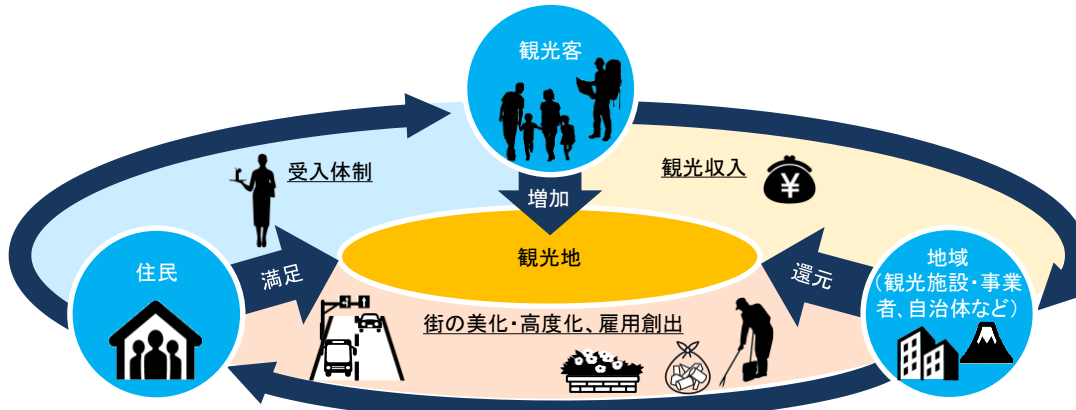 観光客
受入体制
観光収入
¥
増加
観光地
住民
満足
還元
地域
(観光施設・事業
者、自治体など)
街の美化・高度化、雇用創出